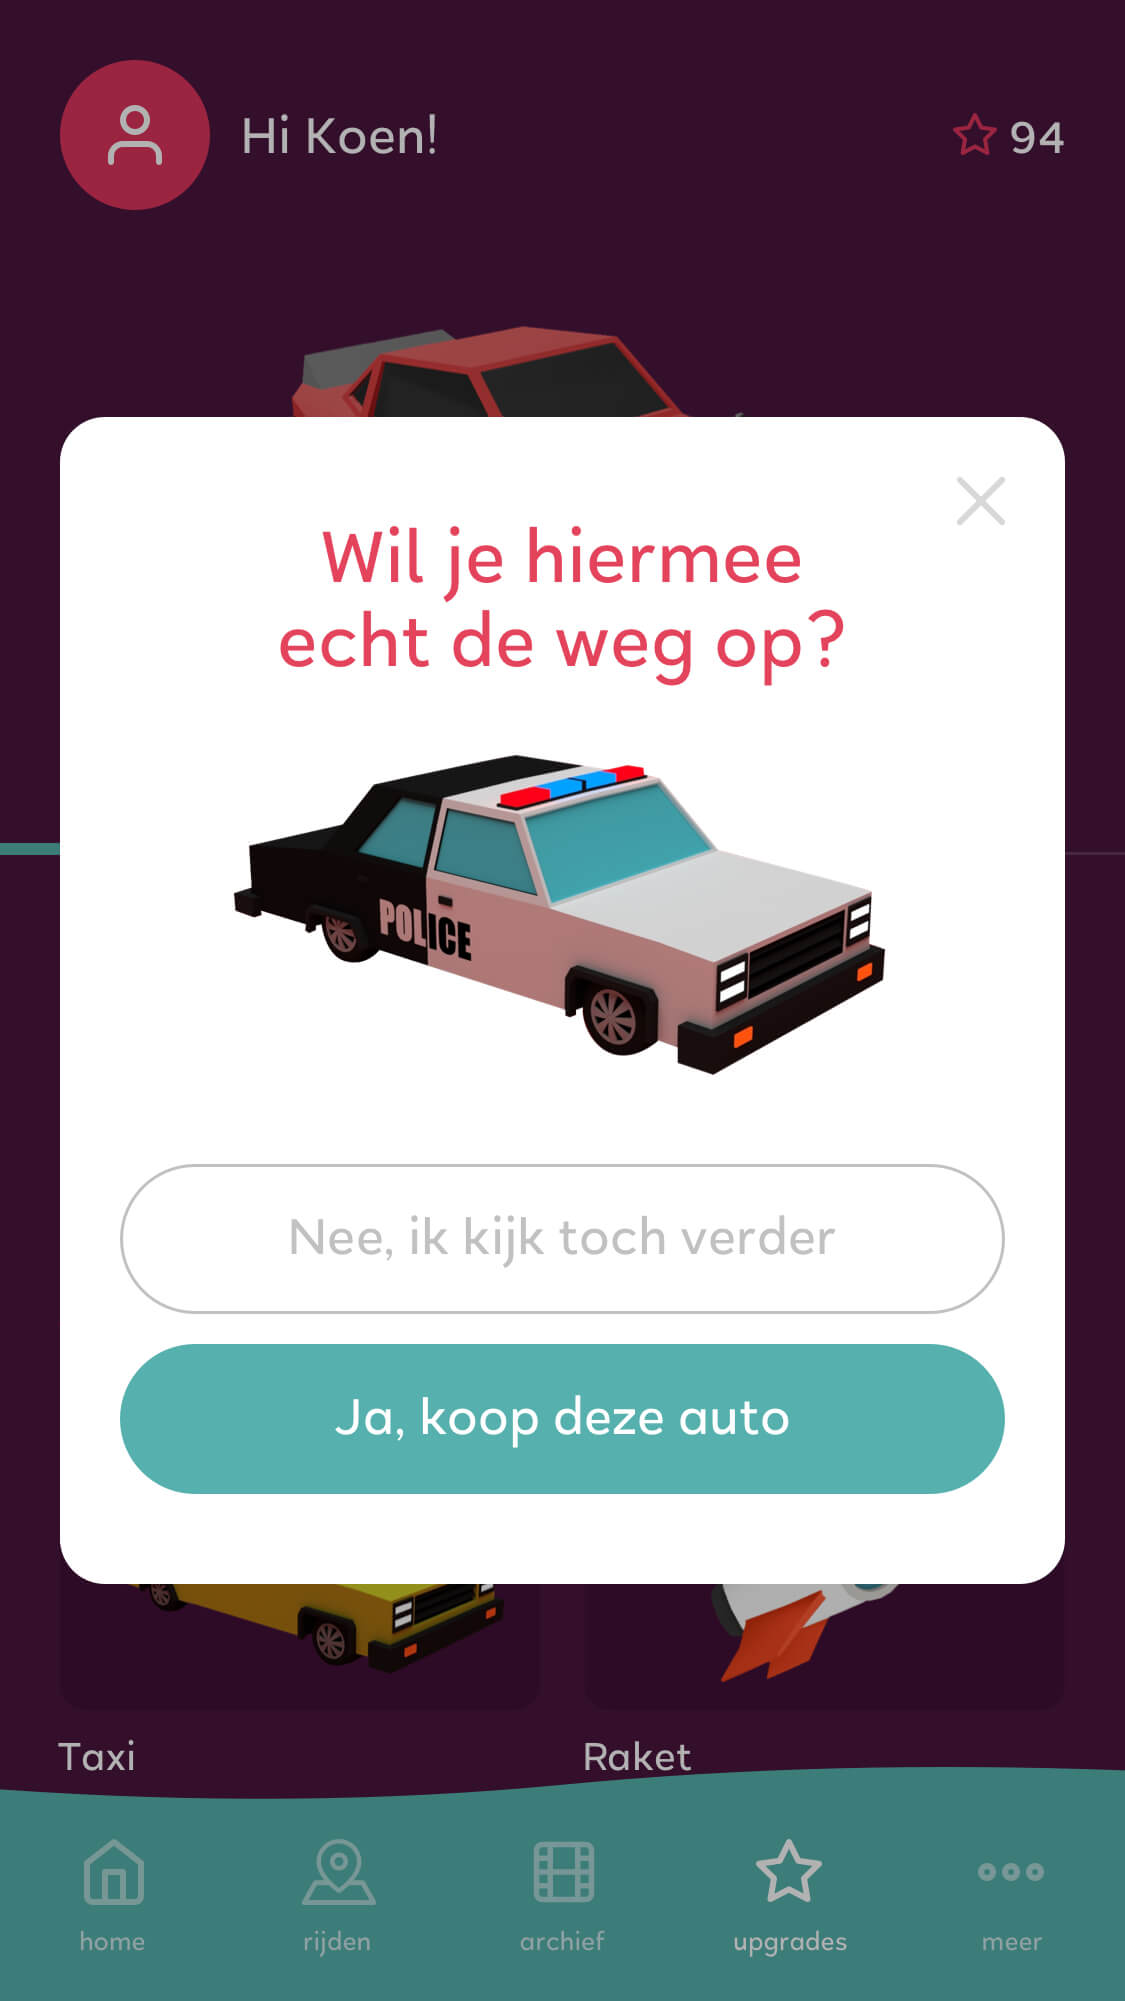 Hi Koen!
94
Wil je hiermee
echt de weg op?
POLICE
Nee, ik kijk toch verder
Ja, koop deze auto
Taxi
Raket
home
rijden
archief
upgrades
meer